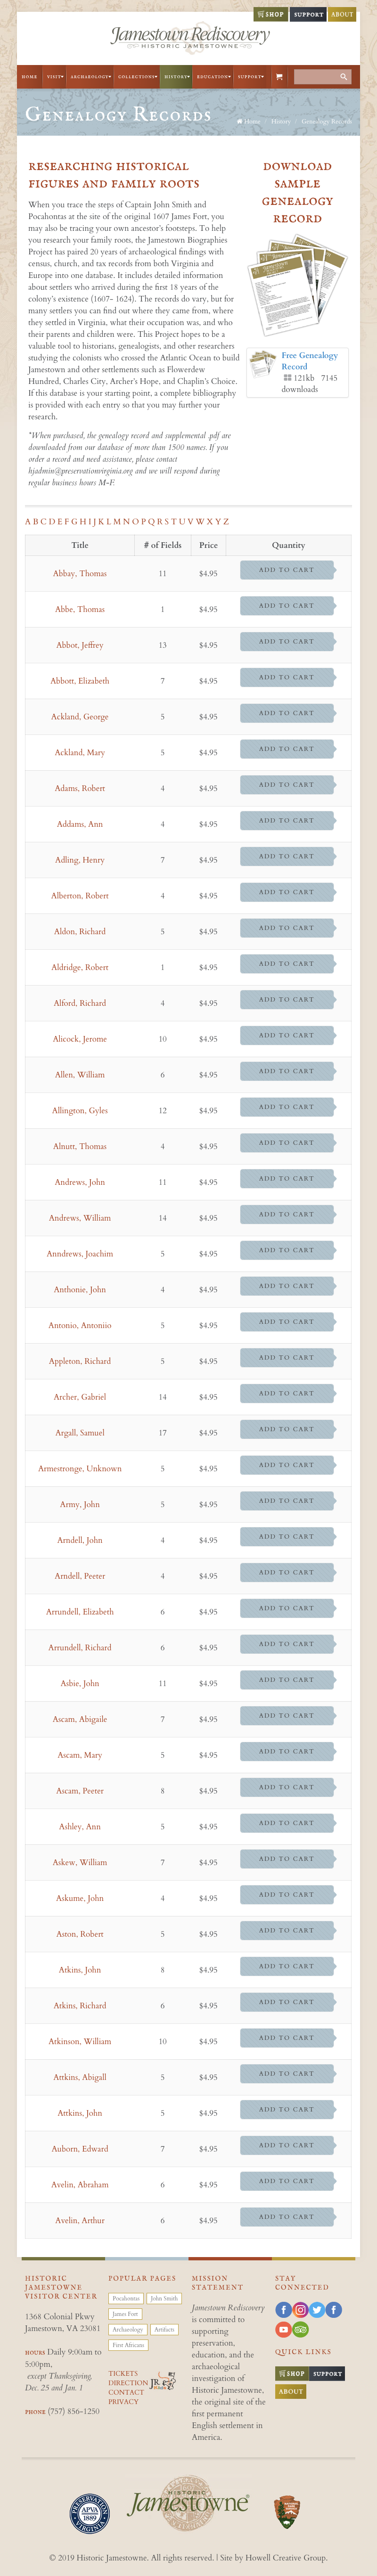 SHOP SUPPORT ABOUT
Jamestown Rediscovery
HISTORIC JAMESTOWNE
HOME VISIT ARCHAEOLOGY COLLECTIONS HISTORY EDUCATION SUPPORT
Genealogy Records
Home History Genealogy Records
RESEARCHING HISTORICAL
FIGURES AND FAMILY ROOTS
When you trace the steps of Captain John Smith and
Pocahontas at the site of the original 1607 James Fort, you
may also be tracing your own ancestor's footsteps. To help
you research your family roots, the Jamestown Biographies
Project has paired 20 years of archaeological findings with
census, church, and tax records from both Virginia and
Europe into one database. It includes detailed information
about settlers who arrived during the first 18 years of the
colony's existence (1607- 1624). The records do vary, but for
many settlers you can find out where they came from, where
they settled in Virginia, what their occupations were, and who
their parents and children were. This Project hopes to be a
valuable tool to historians, genealogists, and descendants,
including colonists who sailed the Atlantic Ocean to build
Jamestown and other settlements such as Flowerdew
Hundred, Charles City, Archer's Hope, and Chaplin's Choice.
If this database is your starting point, a complete bibliography
is provided with each entry so that you may further your
research.
*When purchased, the genealogy record and supplemental .pdf are
downloaded from our database of more than 1500 names. If you
order a record and need assistance, please contact
hjadmin@preservationvirginia.org and we will respond during
regular business hours M-F.
DOWNLOAD
SAMPLE
GENEALOGY
RECORD
Free Genealogy
Record
121kb 7145
downloads
A B C D E F G H I J K L M N O P Q R S T U V W X Y Z
Title # of Fields Price Quantity
Abbay, Thomas 11 $4.95 ADD TO CART
Abbe, Thomas 1 $4.95 ADD TO CART
Abbot, Jeffrey 13 $4.95 ADD TO CART
Abbott, Elizabeth 7 $4.95 ADD TO CART
Ackland, George 5 $4.95 ADD TO CART
Ackland, Mary 5 $4.95 ADD TO CART
Adams, Robert 4 $4.95 ADD TO CART
Addams, Ann 4 $4.95 ADD TO CART
Adling, Henry 7 $4.95 ADD TO CART
Alberton, Robert 4 $4.95 ADD TO CART
Aldon, Richard 5 $4.95 ADD TO CART
Aldridge, Robert 1 $4.95 ADD TO CART
Alford, Richard 4 $4.95 ADD TO CART
Alicock, Jerome 10 $4.95 ADD TO CART
Allen, William 6 $4.95 ADD TO CART
Allington, Gyles 12 $4.95 ADD TO CART
Alnutt, Thomas 4 $4.95 ADD TO CART
Andrews, John 11 $4.95 ADD TO CART
Andrews, William 14 $4.95 ADD TO CART
Anndrews, Joachim 5 $4.95 ADD TO CART
Anthonie, John 4 $4.95 ADD TO CART
Antonio, Antoniio 5 $4.95 ADD TO CART
Appleton, Richard 5 $4.95 ADD TO CART
Archer, Gabriel 14 $4.95 ADD TO CART
Argall, Samuel 17 $4.95 ADD TO CART
Armestronge, Unknown 5 $4.95 ADD TO CART
Army, John 5 $4.95 ADD TO CART
Arndell, John 4 $4.95 ADD TO CART
Arndell, Peeter 4 $4.95 ADD TO CART
Arrundell, Elizabeth 6 $4.95 ADD TO CART
Arrundell, Richard 6 $4.95 ADD TO CART
Asbie, John 11 $4.95 ADD TO CART
Ascam, Abigaile 7 $4.95 ADD TO CART
Ascam, Mary 5 $4.95 ADD TO CART
Ascam, Peeter 8 $4.95 ADD TO CART
Ashley, Ann 5 $4.95 ADD TO CART
Askew, William 7 $4.95 ADD TO CART
Askume, John 4 $4.95 ADD TO CART
Aston, Robert 5 $4.95 ADD TO CART
Atkins, John 8 $4.95 ADD TO CART
Atkins, Richard 6 $4.95 ADD TO CART
Atkinson, William 10 $4.95 ADD TO CART
Attkins, Abigall 5 $4.95 ADD TO CART
Attkins, John 5 $4.95 ADD TO CART
Auborn, Edward 7 $4.95 ADD TO CART
Avelin, Abraham 6 $4.95 ADD TO CART
Avelin, Arthur 6 $4.95 ADD TO CART
HISTORIC
JAMESTOWNE
VISITOR CENTER
1368 Colonial Pkwy
Jamestown, VA 23081
HOURS Daily 9:00am to
5:00pm,
except Thanksgiving,
Dec. 25 and Jan. 1
PHONE (757) 856-1250
POPULAR PAGES
Pocahontas John Smith
James Fort
Archaeology Artifacts
First Africans
TICKETS
DIRECTION
CONTACT
PRIVACY
JR
MISSION
STATEMENT
Jamestown Rediscovery
is committed to
supporting
preservation,
education, and the
archaeological
investigation of
Historic Jamestowne,
the original site of the
first permanent
English settlement in
America.
STAY
CONNECTED
QUICK LINKS
SHOP SUPPORT
ABOUT
PRESERVATION
APVA
1889
VIRGINIA
HISTORIC
Jamestowne
© 2019 Historic Jamestowne. All rights reserved. | Site by Howell Creative Group.